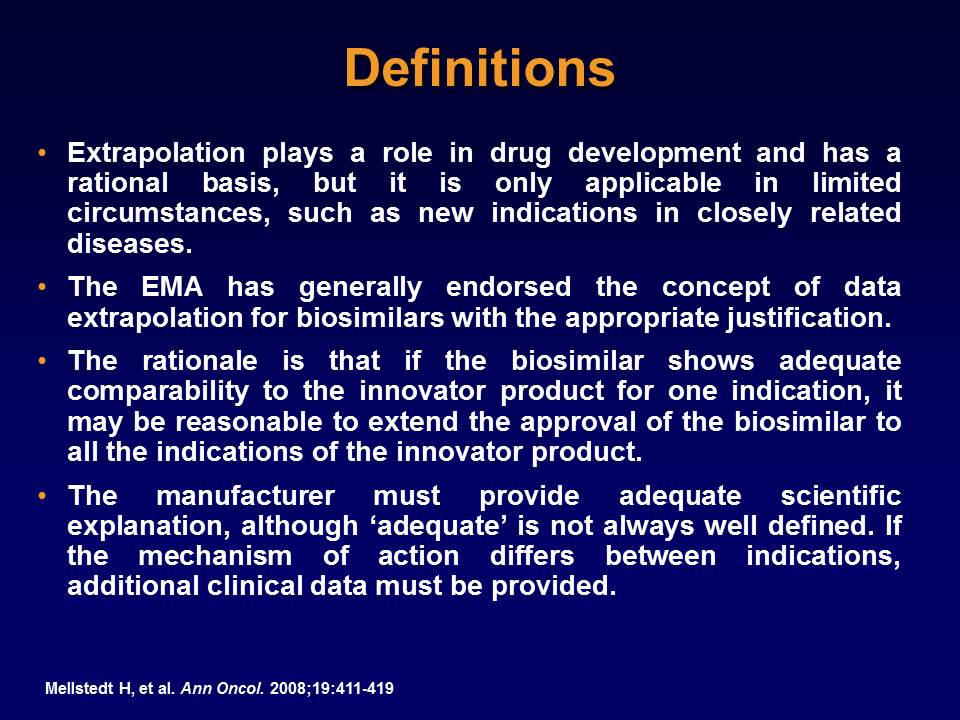 Definitions
• Extrapolation plays a role in drug development and has a
rational basis, but it is only applicable in limited
circumstances, such as new indications in closely related
diseases.
• The EMA has generally endorsed the concept of data
extrapolation for biosimilars with the appropriate justification.
• The rationale is that if the biosimilar shows adequate
comparability to the innovator product for one indication, it
may be reasonable to extend the approval of the biosimilar to
all the indications of the innovator product.
• The manufacturer must provide adequate scientific
explanation, although ‘adequate’ is not always well defined. If
the mechanism of action differs between indications,
additional clinical data must be provided.
Mellstedt H, et al. Ann Oncol. 2008;19:411-419